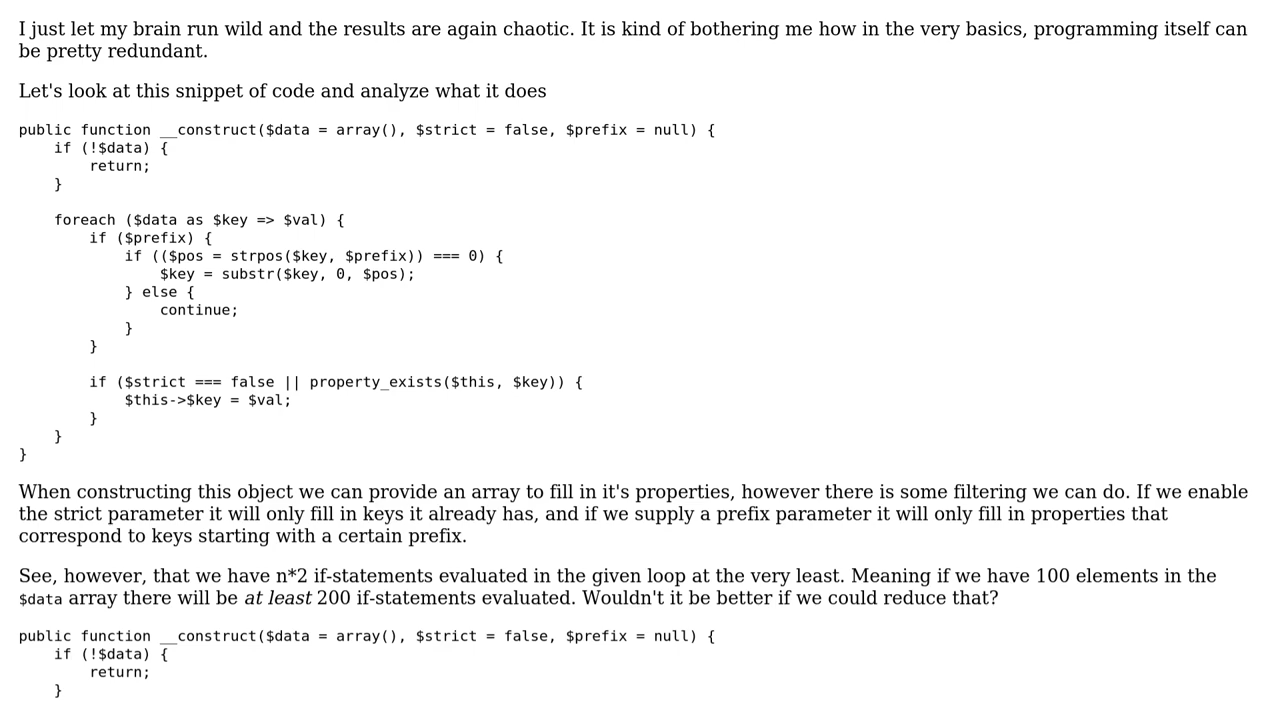 I just let my brain run wild and the results are again chaotic. It is kind of bothering me how in the very basics, programming itself can
be pretty redundant.
Let's look at this snippet of code and analyze what it does
public function __construct($data = array(), $strict = false, $prefix = null) {
    if (!$data) {
        return;
    }
    foreach ($data as $key => $val) {
        if ($prefix) {
            if (($pos = strpos($key, $prefix)) === 0) {
                $key = substr($key, 0, $pos);
            } else {
                continue;
            }
        }
        if ($strict === false || property_exists($this, $key)) {
            $this->$key = $val;
        }
    }
}
When constructing this object we can provide an array to fill in it's properties, however there is some filtering we can do. If we enable
the strict parameter it will only fill in keys it already has, and if we supply a prefix parameter it will only fill in properties that
correspond to keys starting with a certain prefix.
See, however, that we have n*2 if-statements evaluated in the given loop at the very least. Meaning if we have 100 elements in the
$data array there will be at least 200 if-statements evaluated. Wouldn't it be better if we could reduce that?
public function __construct($data = array(), $strict = false, $prefix = null) {
    if (!$data) {
        return;
    }